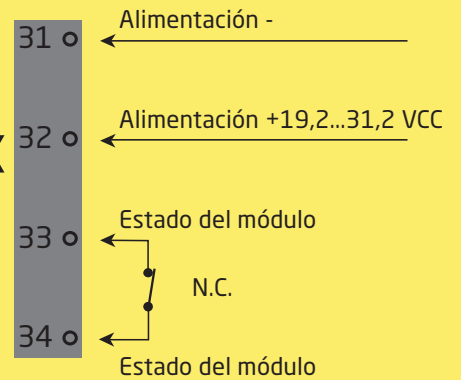 31 Alimentación -
32 Alimentación +19,2...31,2 VCC
33 Estado del módulo
N.C.
34
Estado del módulo